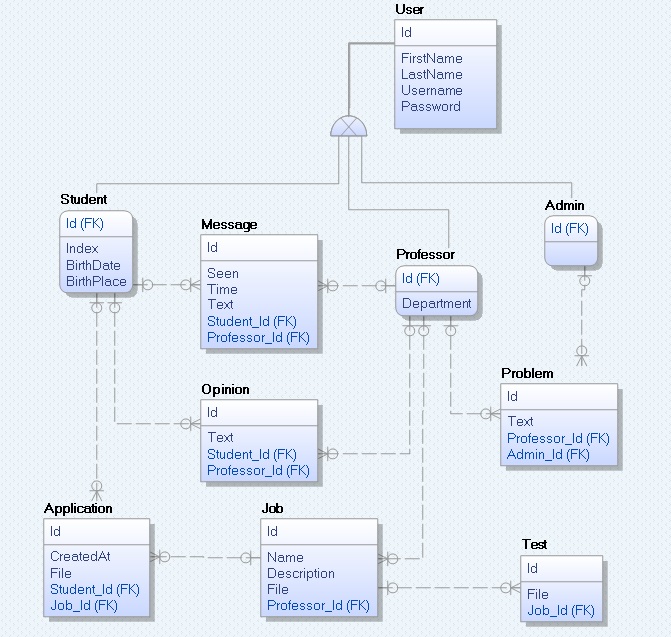 User
Id
FirstName
LastName
Username
Password
Student
Id (FK)
Index
BirthDate
BirthPlace
Message
Id
Seen
Time
Text
Student_Id (FK)
Professor_Id (FK)
Professor
Id (FK)
Department
Admin
Id (FK)
Opinion
Id
Text
Student_Id (FK)
Professor_Id (FK)
Problem
Id
Text
Professor_Id (FK)
Admin_Id (FK)
Application
Id
CreatedAt
File
Student_Id (FK)
Job_Id (FK)
Job
Id
Name
Description
File
Professor_Id (FK)
Test
Id
File
Job_Id (FK)